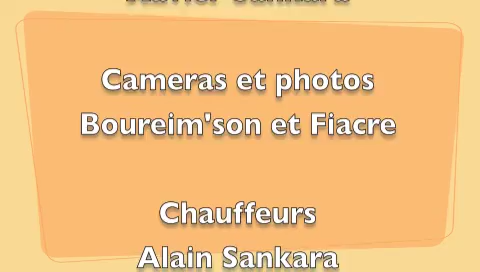 Cameras et photos
Boureim'son et Fiacre
Chauffeurs
Alain Sankara